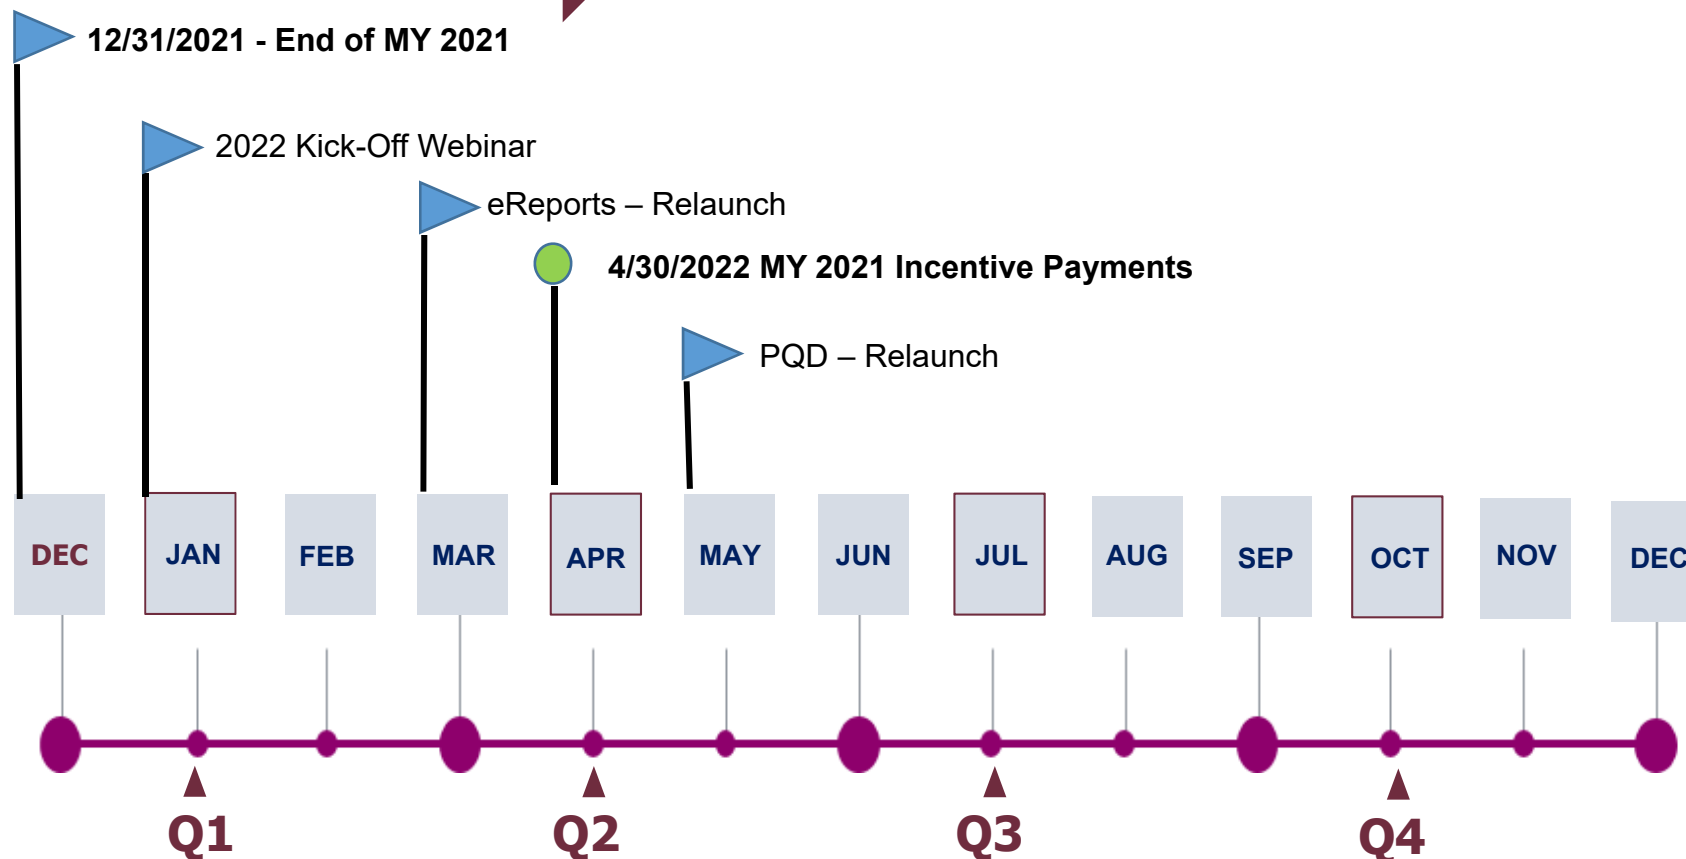 12/31/2021 - End of MY 2021
2022 Kick-Off Webinar
eReports – Relaunch
4/30/2022 MY 2021 Incentive Payments
PQD – Relaunch
DEC JAN FEB MAR APR MAY JUN JUL AUG SEP OCT NOV DEC
Q1 Q2 Q3 Q4